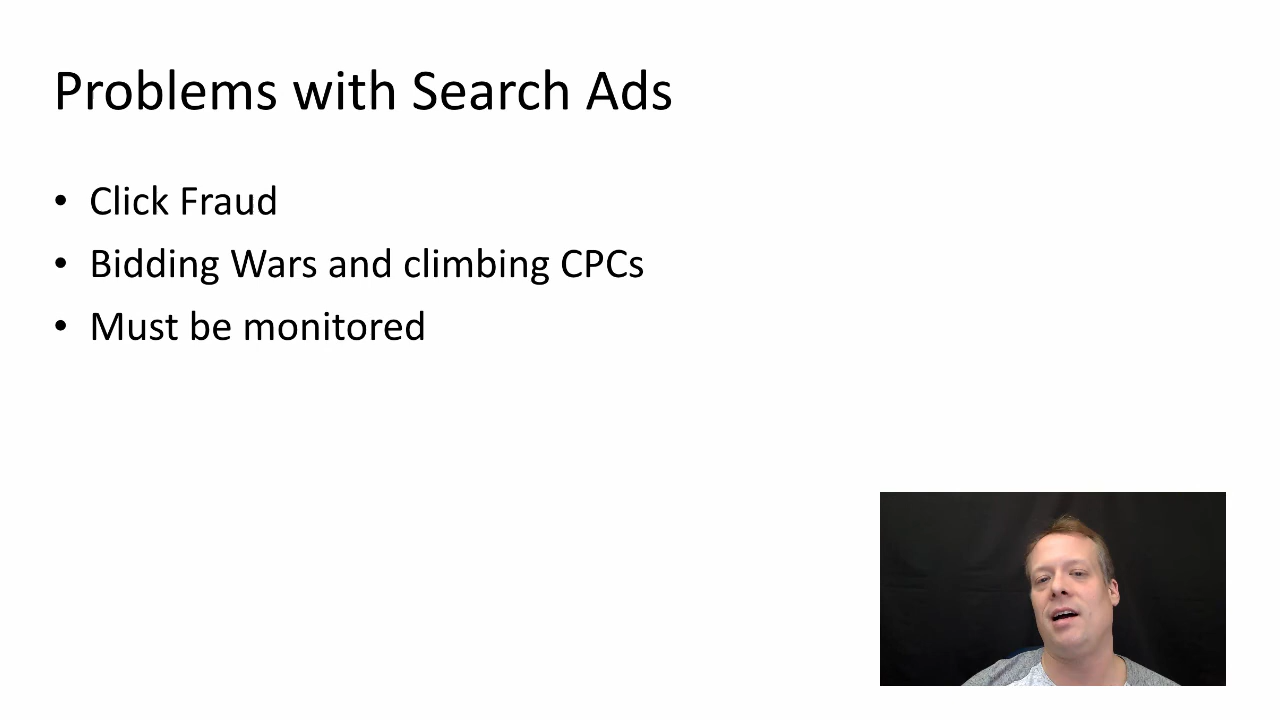 Problems with Search Ads
• Click Fraud
• Bidding Wars and climbing CPCs
• Must be monitored